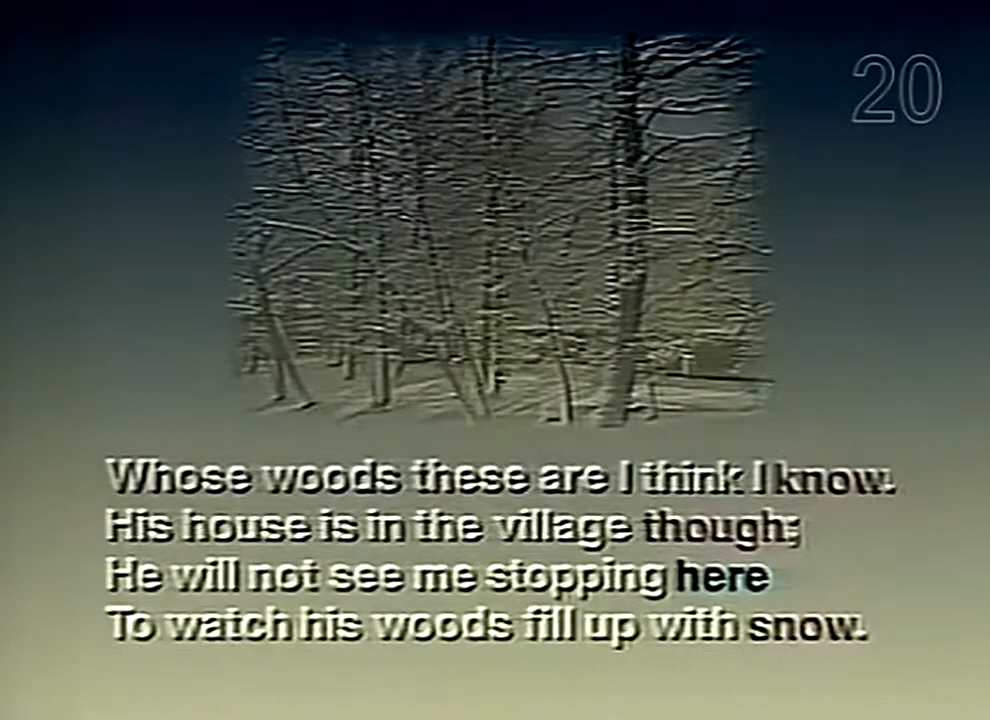 20
Whose woods these are I think I know.
His house is in the village though;
He will not see me stopping here
To watch his woods fill up with snow.